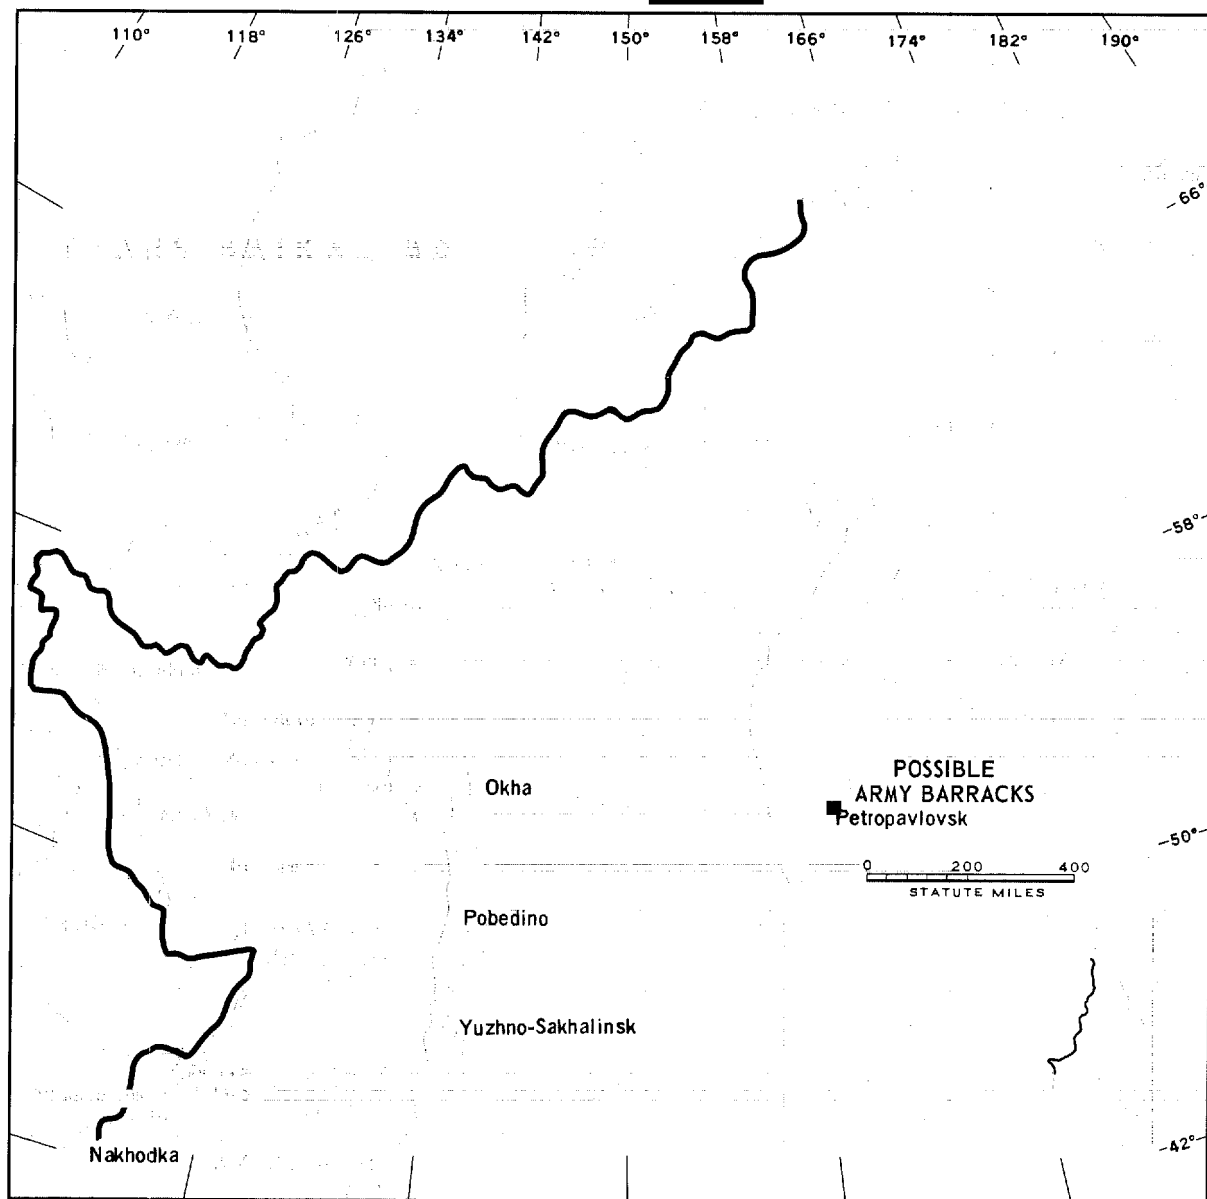 110° 118° 126° 134° 142° 150° 158° 166° 174° 182° 190°
66°
58°
POSSIBLE
ARMY BARRACKS
Okha
Petropavlovsk
50°
0 200 400
STATUTE MILES
Pobedino
Yuzhno-Sakhalinsk
42°
Nakhodka